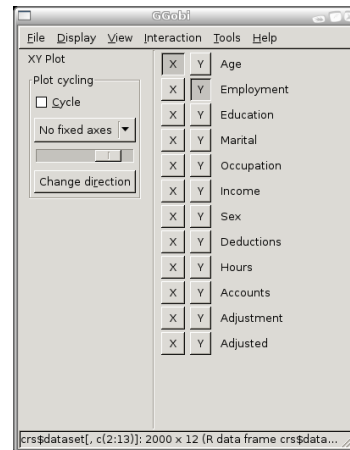 GGobi
File Display View Interaction Tools Help
XY Plot
Plot cycling
Cycle
No fixed axes
Change direction
X Y Age
X Y Employment
X Y Education
X Y Marital
X Y Occupation
X Y Income
X Y Sex
X Y Deductions
X Y Hours
X Y Accounts
X Y Adjustment
X Y Adjusted
crs$dataset[, c(2:13)]: 2000 x 12 (R data frame crs$data...